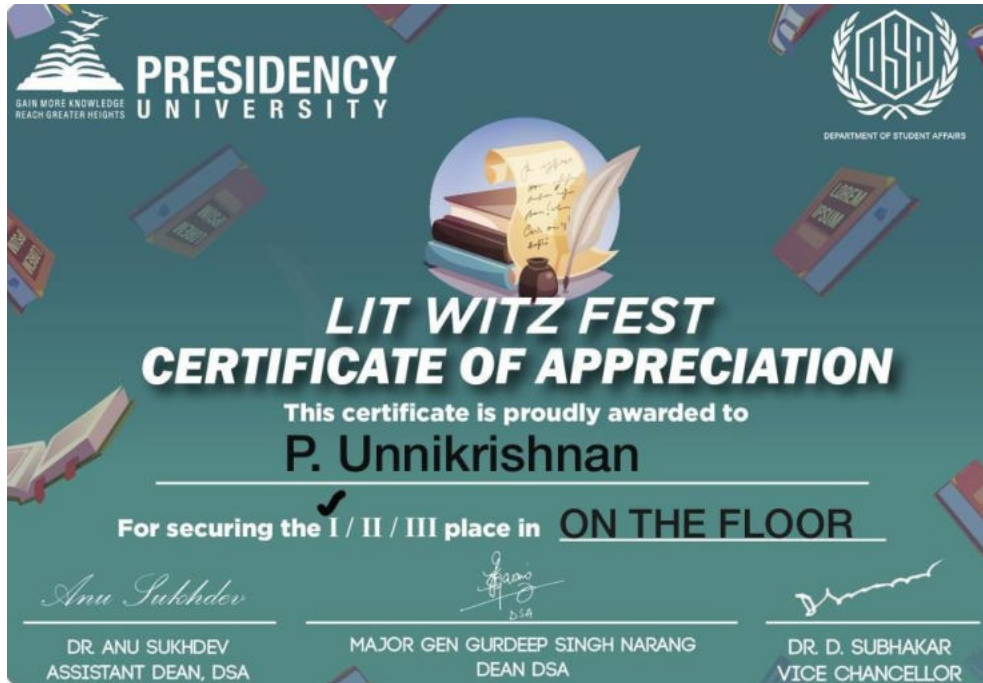 PRESIDENCY
UNIVERSITY
GAIN MORE KNOWLEDGE
REACH GREATER HEIGHTS
DSA
DEPARTMENT OF STUDENT AFFAIRS
LOREM
IPSUM
LIT WITZ FEST
CERTIFICATE OF APPRECIATION
This certificate is proudly awarded to
P. Unnikrishnan
For securing the I / II / III place in ON THE FLOOR
Anu Sukhdev
DSA
DR. ANU SUKHDEV
ASSISTANT DEAN, DSA
MAJOR GEN GURDEEP SINGH NARANG
DEAN DSA
DR. D. SUBHAKAR
VICE CHANCELLOR